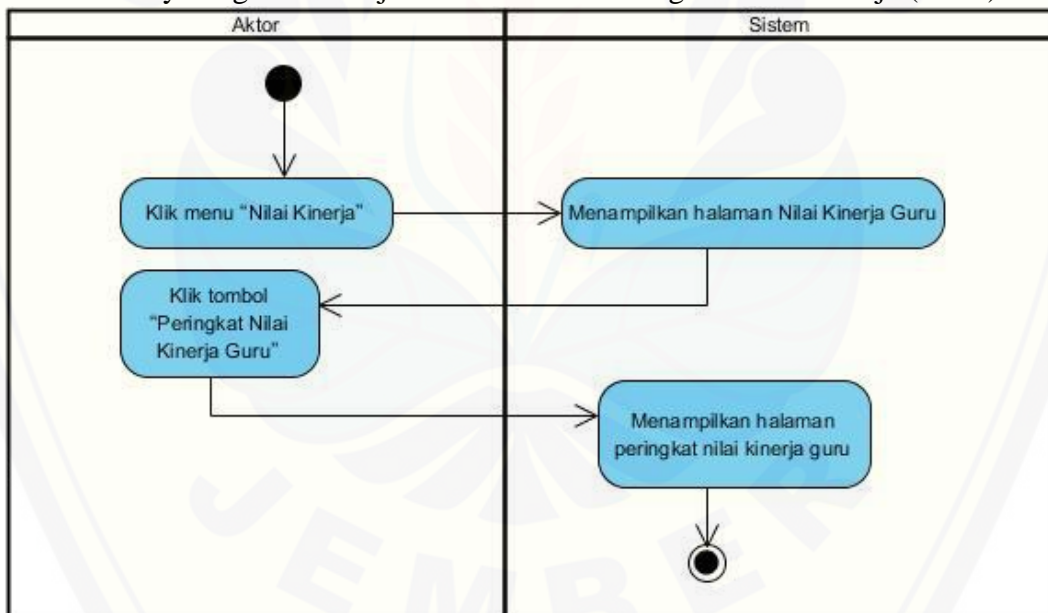 Aktor
Sistem
Klik menu “Nilai Kinerja”
Menampilkan halaman Nilai Kinerja Guru
Klik tombol
“Peringkat Nilai
Kinerja Guru”
Menampilkan halaman
peringkat nilai kinerja guru
JEMBER